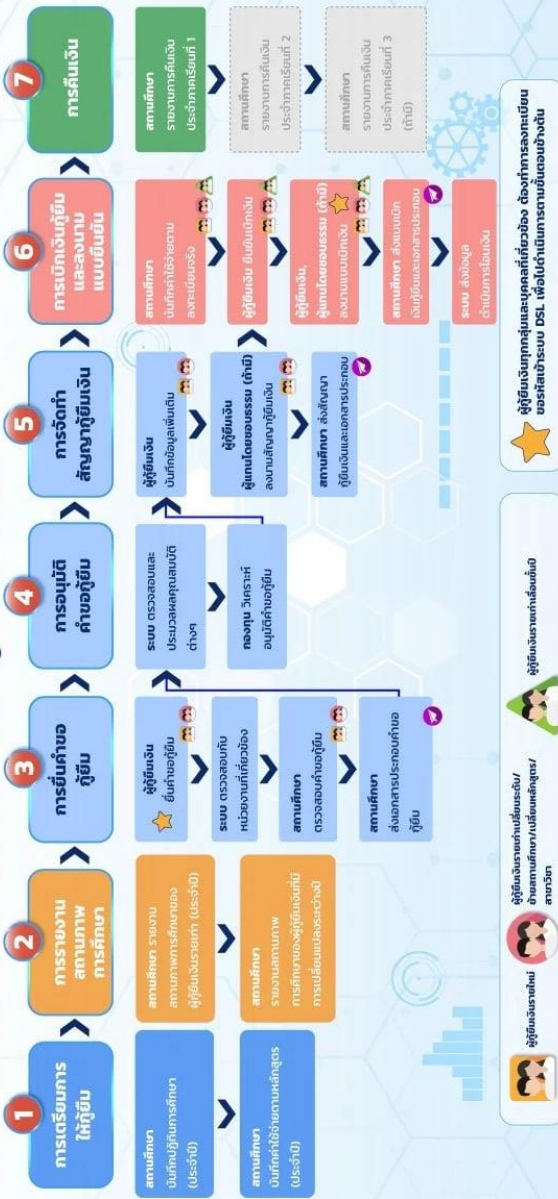 1
การเตรียมการ
ให้กู้ยืม
สถานศึกษา
บันทึกปฏิทินการศึกษา
(ประจำปี)
สถานศึกษา
บันทึกค่าใช้จ่ายตามหลักสูตร
(ประจำปี)
2
การรายงาน
สถานภาพ
การศึกษา
สถานศึกษา รายงาน
สถานภาพการศึกษาของ
ผู้กู้ยืมเงินรายเก่า (ประจำปี)
สถานศึกษา
รายงานสถานภาพ
การศึกษาของผู้กู้ยืมเงินที่มี
การเปลี่ยนแปลงระหว่างปี
3
การยื่นคำขอ
กู้ยืม
ผู้กู้ยืมเงิน
ยื่นคำขอกู้ยืม
ระบบ ตรวจสอบกับ
หน่วยงานที่เกี่ยวข้อง
สถานศึกษา
ตรวจสอบคำขอกู้ยืม
สถานศึกษา
ส่งเอกสารประกอบคำขอ
กู้ยืม
4
การอนุมัติ
คำขอกู้ยืม
ระบบ ตรวจสอบและ
ประมวลผลคุณสมบัติ
ต่างๆ
กองทุน วิเคราะห์
อนุมัติคำขอกู้ยืม
5
การจัดทำ
สัญญากู้ยืมเงิน
ผู้กู้ยืมเงิน
บันทึกข้อมูลเพิ่มเติม
ผู้กู้ยืมเงิน
ผู้แทนโดยชอบธรรม (ถ้ามี)
ลงนามสัญญากู้ยืมเงิน
สถานศึกษา ส่งสัญญา
กู้ยืมเงินและเอกสารประกอบ
6
การเบิกเงินกู้ยืม
และลงนาม
แบบยืนยัน
สถานศึกษา
บันทึกค่าใช้จ่ายตาม
ลงทะเบียนจริง
ผู้กู้ยืมเงิน ยืนยันเบิกเงิน
ผู้กู้ยืมเงิน,
ผู้แทนโดยชอบธรรม (ถ้ามี)
ลงนามแบบเบิกเงิน
สถานศึกษา ส่งแบบเบิก
เงินกู้ยืมและเอกสารประกอบ
ระบบ ส่งข้อมูล
ดำเนินการโอนเงิน
7
การคืนเงิน
สถานศึกษา
รายงานการคืนเงิน
ประจำภาคเรียนที่ 1
สถานศึกษา
รายงานการคืนเงิน
ประจำภาคเรียนที่ 2
สถานศึกษา
รายงานการคืนเงิน
ประจำภาคเรียนที่ 3
(ถ้ามี)
ผู้กู้ยืมเงินรายใหม่
ผู้กู้ยืมเงินรายเก่าเปลี่ยนระดับ/
ย้ายสถานศึกษา/เปลี่ยนหลักสูตร/
สาขาวิชา
ผู้กู้ยืมเงินรายเก่าเลื่อนชั้นปี
ผู้กู้ยืมเงินทุกกลุ่มและบุคคลที่เกี่ยวข้อง ต้องทำการลงทะเบียน
ขอรหัสเข้าระบบ DSL เพื่อไปดำเนินการตามขั้นตอนข้างต้น